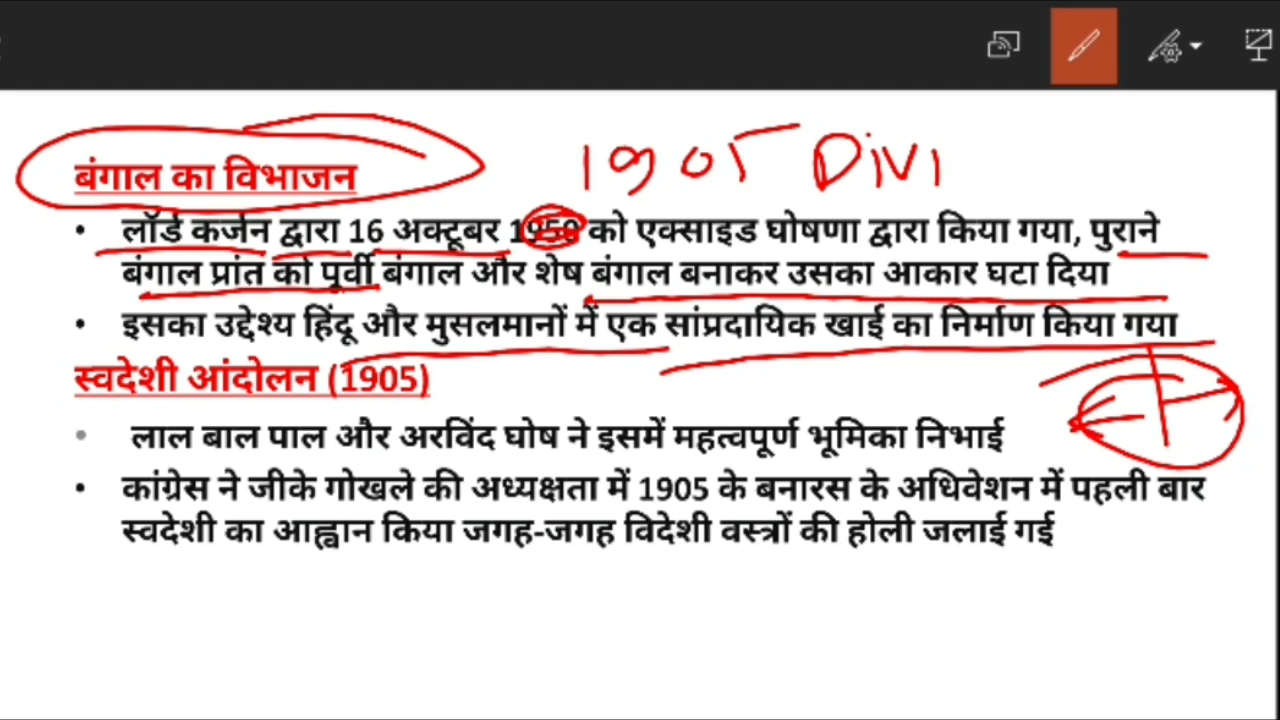 1905 Divi
बंगाल का विभाजन
• लॉर्ड कर्जन द्वारा 16 अक्टूबर 1950 को एक्साइड घोषणा द्वारा किया गया, पुराने
बंगाल प्रांत को पूर्वी बंगाल और शेष बंगाल बनाकर उसका आकार घटा दिया
• इसका उद्देश्य हिंदू और मुसलमानों में एक सांप्रदायिक खाई का निर्माण किया गया
स्वदेशी आंदोलन (1905)
• लाल बाल पाल और अरविंद घोष ने इसमें महत्वपूर्ण भूमिका निभाई
• कांग्रेस ने जीके गोखले की अध्यक्षता में 1905 के बनारस के अधिवेशन में पहली बार
स्वदेशी का आह्वान किया जगह-जगह विदेशी वस्त्रों की होली जलाई गई